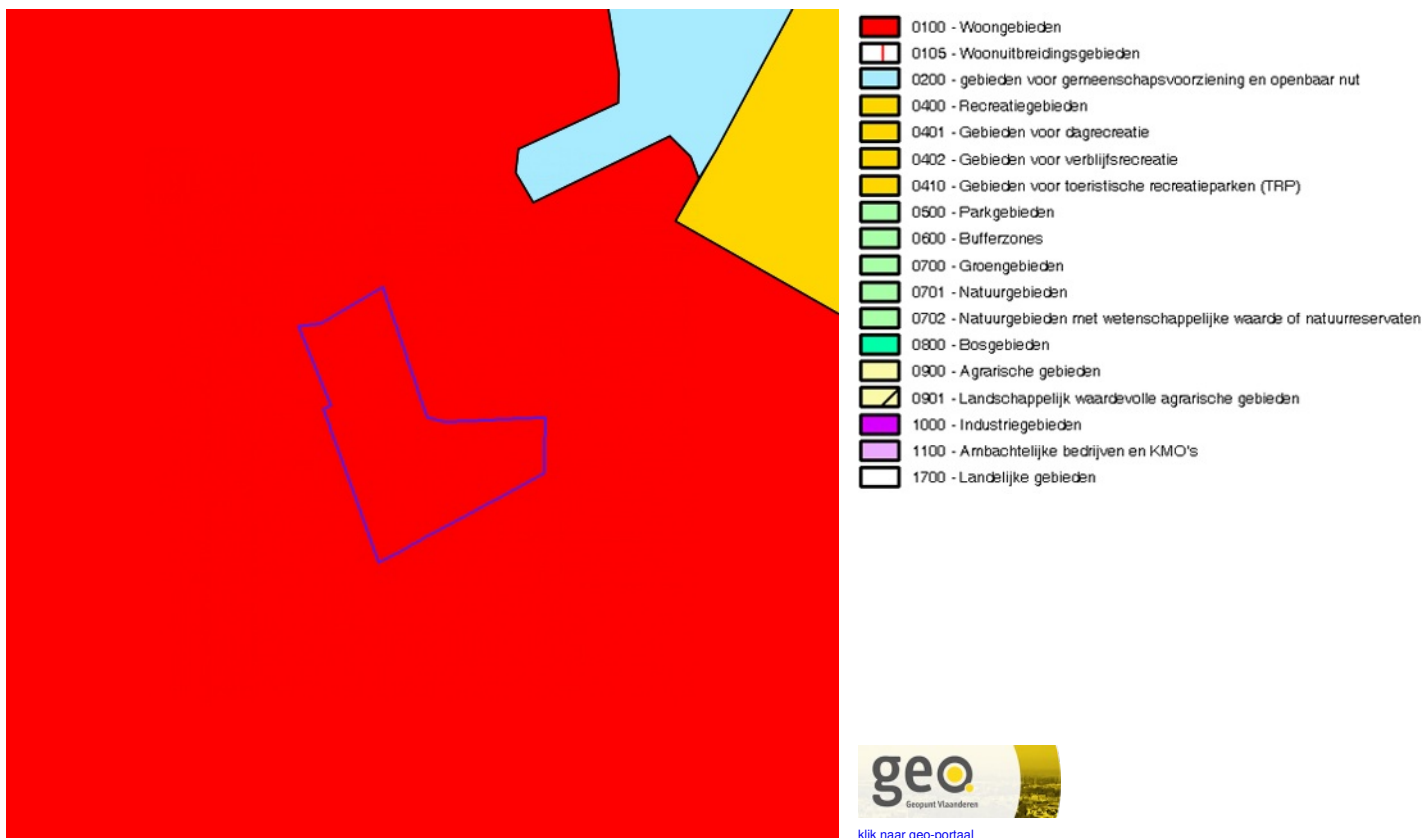 0100 - Woongebieden
0105 - Woonuitbreidingsgebieden
0200 - gebieden voor gemeenschapsvoorziening en openbaar nut
0400 - Recreatiegebieden
0401 - Gebieden voor dagrecreatie
0402 - Gebieden voor verblijfsrecreatie
0410 - Gebieden voor toeristische recreatieparken (TRP)
0500 - Parkgebieden
0600 - Bufferzones
0700 - Groengebieden
0701 - Natuurgebieden
0702 - Natuurgebieden met wetenschappelijke waarde of natuurreservaten
0800 - Bosgebieden
0900 - Agrarische gebieden
0901 - Landschappelijk waardevolle agrarische gebieden
1000 - Industriegebieden
1100 - Ambachtelijke bedrijven en KMO's
1700 - Landelijke gebieden
geo.
Geopunt Vlaanderen
klik naar geo-portaal